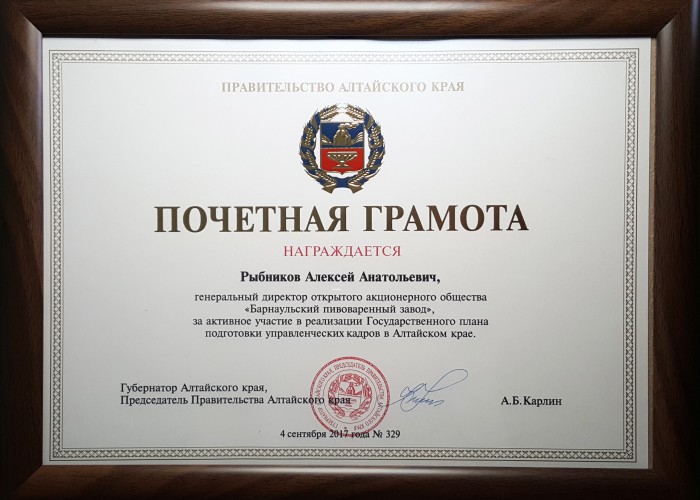 ПРАВИТЕЛЬСТВО АЛТАЙСКОГО КРАЯ
ПОЧЕТНАЯ ГРАМОТА
НАГРАЖДАЕТСЯ
Рыбников Алексей Анатольевич,
генеральный директор открытого акционерного общества
«Барнаульский пивоваренный завод»,
за активное участие в реализации Государственного плана
подготовки управленческих кадров в Алтайском крае.
Губернатор Алтайского края,
Председатель Правительства Алтайского края
А.Б.Карлин
4 сентября 2017 года № 329